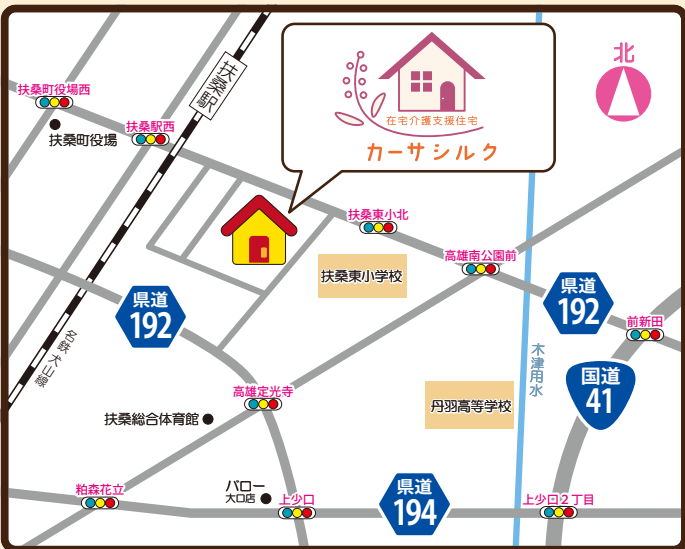 北
在宅介護支援住宅
カーサシルク
扶桑駅
扶桑町役場西
扶桑町役場
扶桑駅西
扶桑東小北
高雄南公園前
扶桑東小学校
県道
192
県道
192
前新田
名鉄犬山線
木津用水
国道
41
高雄定光寺
扶桑総合体育館
丹羽高等学校
粕森花立
バロー
大口店
上少口
県道
194
上少口2丁目